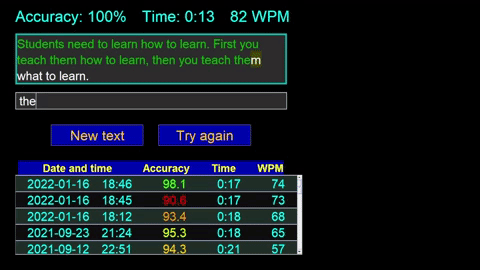 Accuracy: 100% Time: 0:13 82 WPM
Students need to learn how to learn. First you
teach them how to learn, then you teach them
what to learn.
the
New text Try again
Date and time Accuracy Time WPM
2022-01-16 18:46 98.1 0:17 74
2022-01-16 18:45 90.6 0:17 73
2022-01-16 18:12 93.4 0:18 68
2021-09-23 21:24 95.3 0:18 65
2021-09-12 22:51 94.3 0:21 57